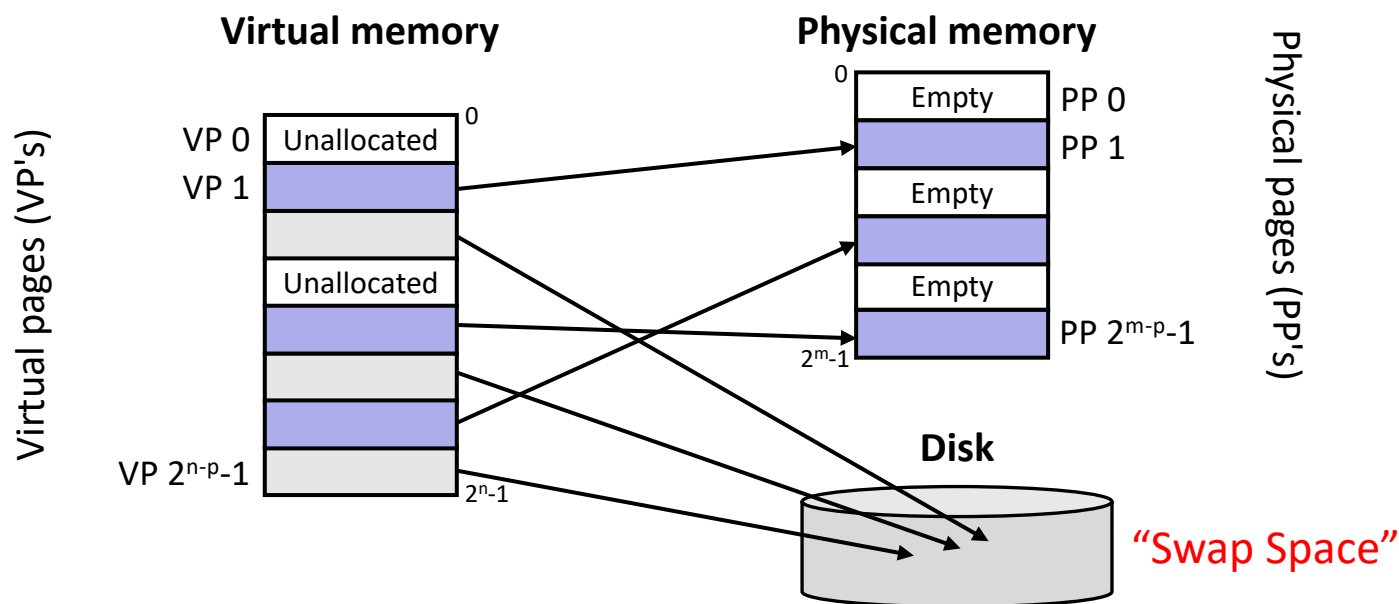 Virtual memory
Physical memory
Virtual pages (VP's)
Physical pages (PP's)
0
VP 0
Unallocated
VP 1
Unallocated
VP 2ⁿ⁻ᵖ-1
2ⁿ-1
0
Empty
PP 0
PP 1
Empty
Empty
PP 2ᵐ⁻ᵖ-1
2ᵐ-1
Disk
“Swap Space”